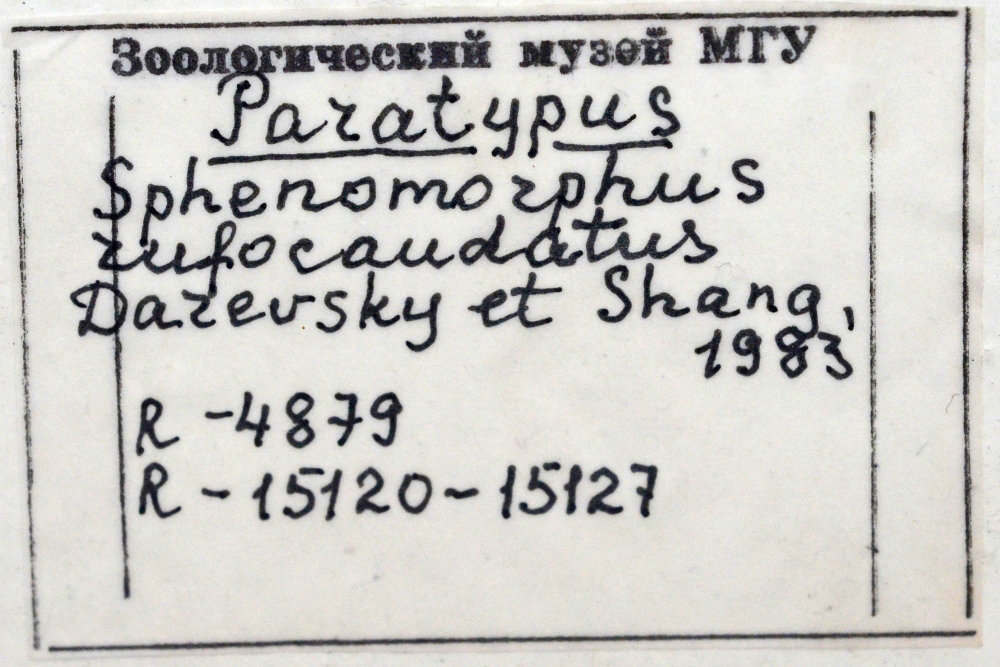 Зоологический музей МГУ
Paratypus
Sphenomorphus
rufocaudatus
Darevsky et Shang,
1983
R -4879
R - 15120 - 15127